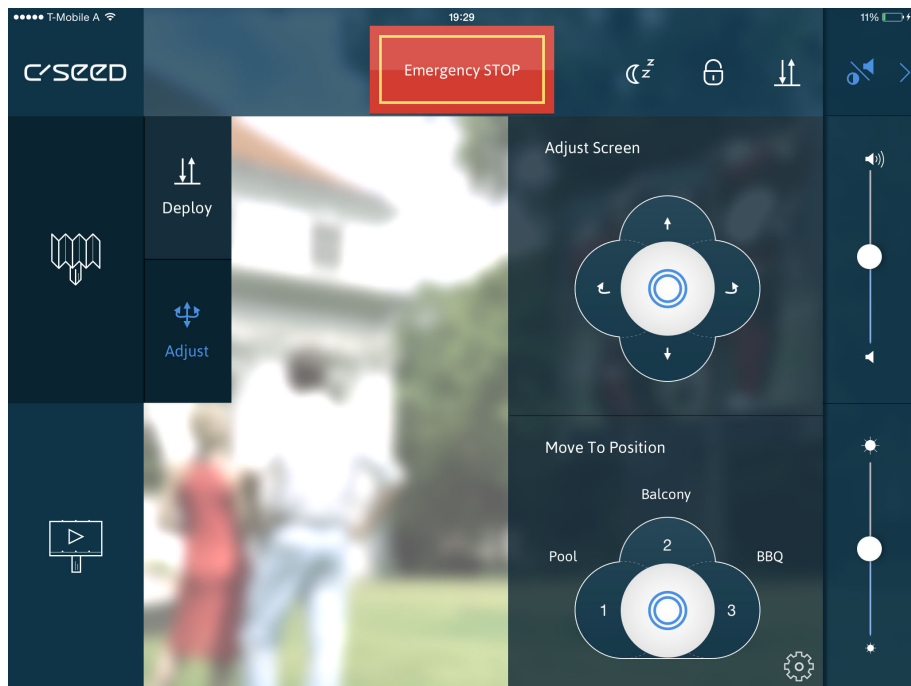 T-Mobile A
19:29
11%
C'SEED
Emergency STOP
z z
Deploy
Adjust
Adjust Screen
Move To Position
Balcony
Pool
2
BBQ
1
3